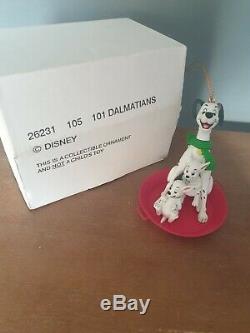 26231 105 101 DALMATIANS
© DISNEY
THIS IS A COLLECTIBLE ORNAMENT
AND NOT A CHILD'S TOY